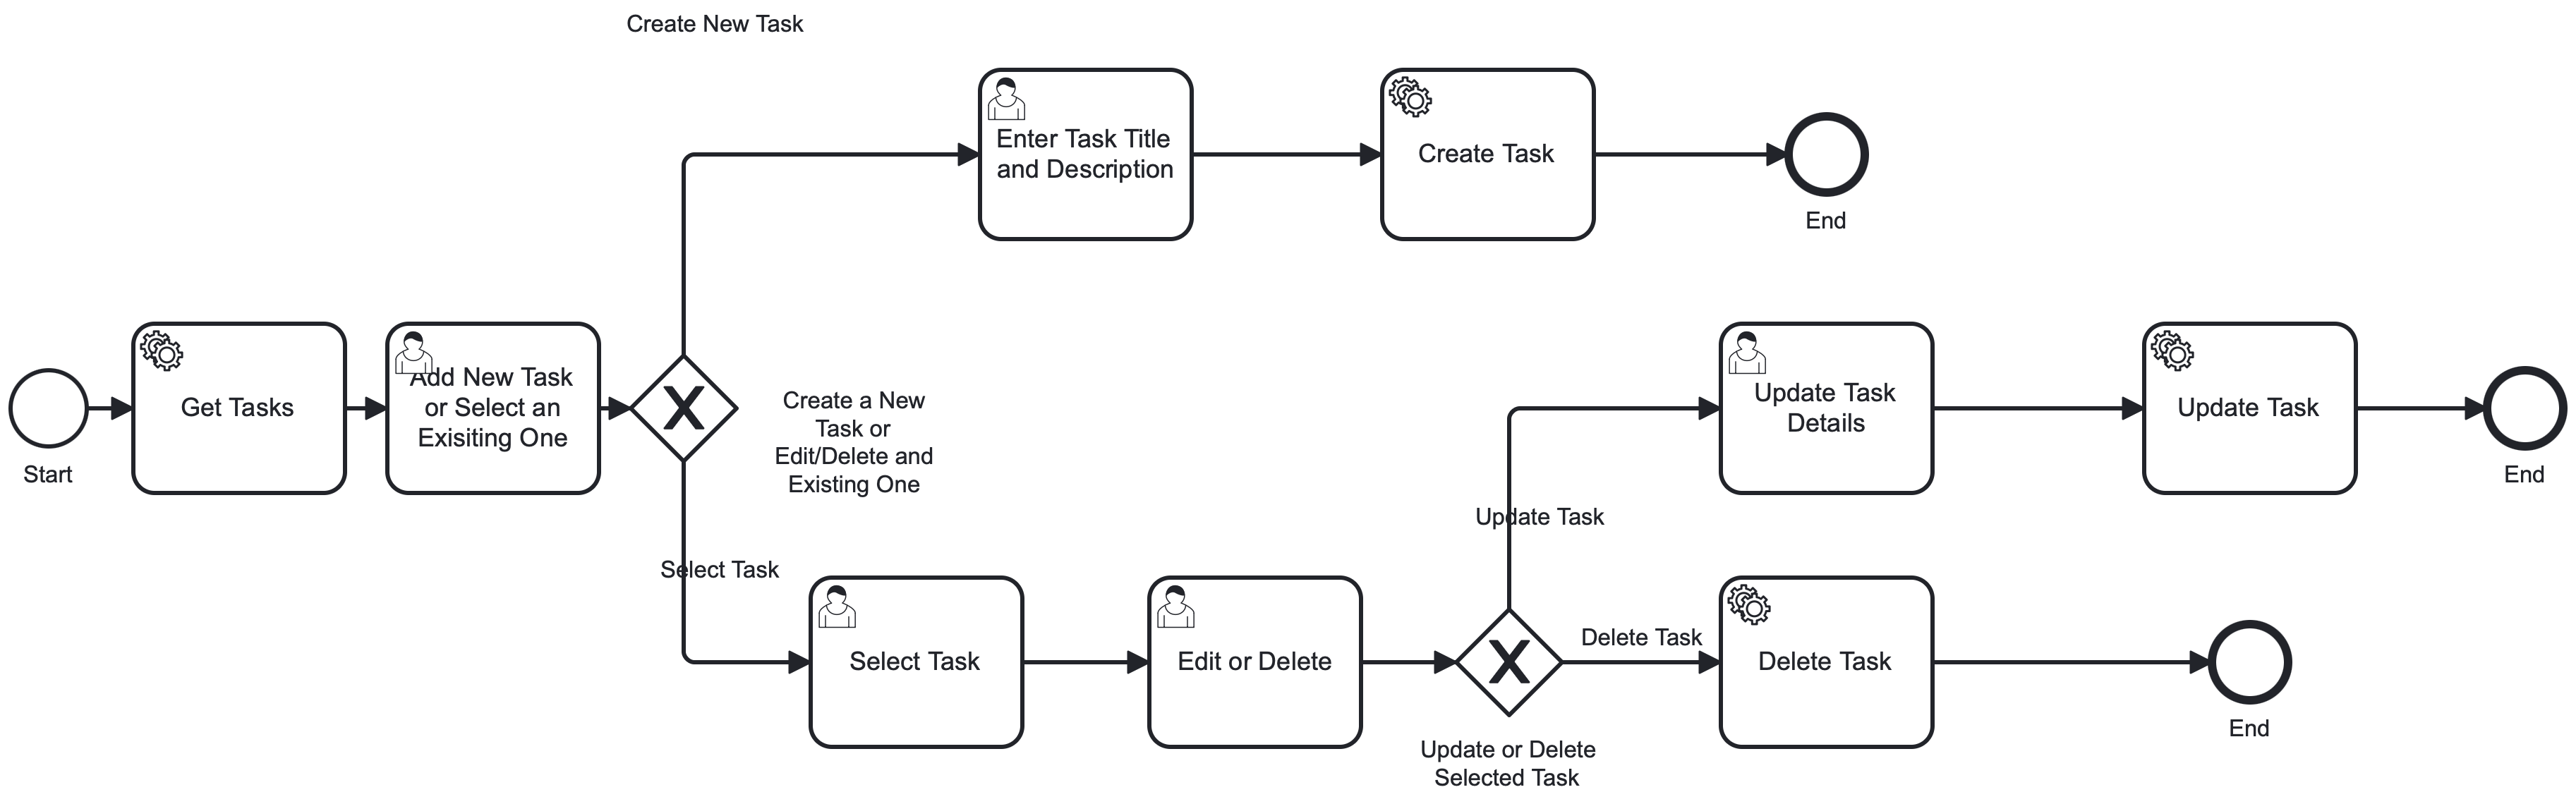 Create New Task
Enter Task Title
and Description
Create Task
End
Start
Get Tasks
Add New Task
or Select an
Exisiting One
X
Create a New
Task or
Edit/Delete and
Existing One
Update Task
Details
Update Task
End
Update Task
Select Task
Select Task
Edit or Delete
X
Update or Delete
Selected Task
Delete Task
Delete Task
End